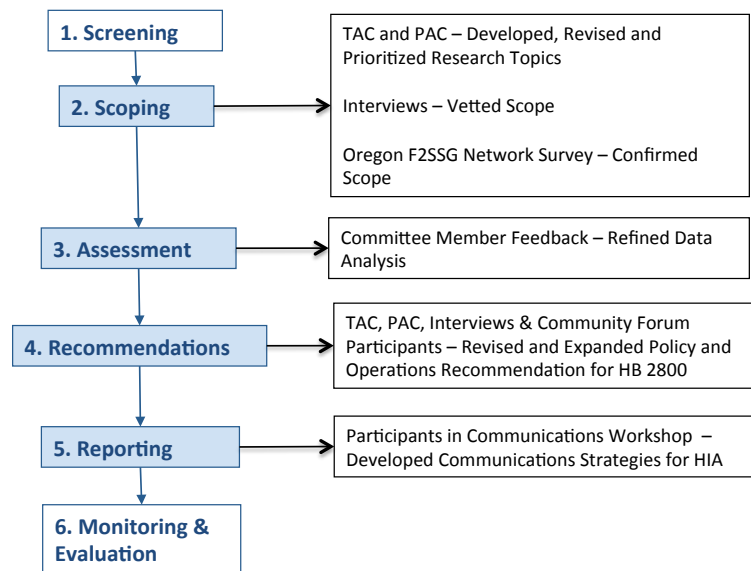 1. Screening
2. Scoping
TAC and PAC – Developed, Revised and
Prioritized Research Topics
Interviews – Vetted Scope
Oregon F2SSG Network Survey – Confirmed
Scope
3. Assessment
Committee Member Feedback – Refined Data
Analysis
4. Recommendations
TAC, PAC, Interviews & Community Forum
Participants – Revised and Expanded Policy and
Operations Recommendation for HB 2800
5. Reporting
Participants in Communications Workshop –
Developed Communications Strategies for HIA
6. Monitoring &
Evaluation